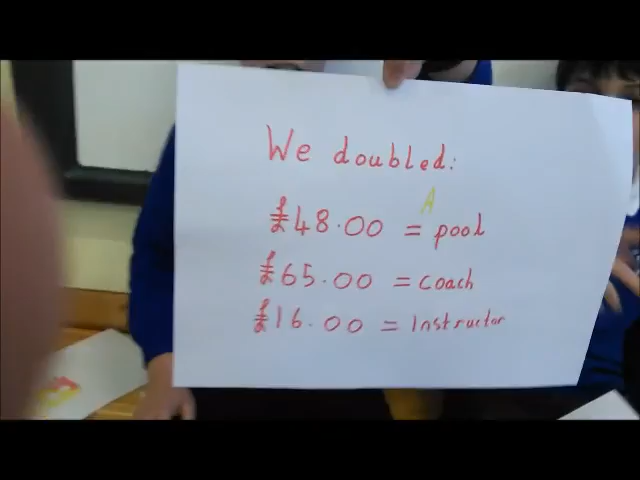 We doubled:
A
£48.00 = pool
£65.00 = coach
£16.00 = instructor